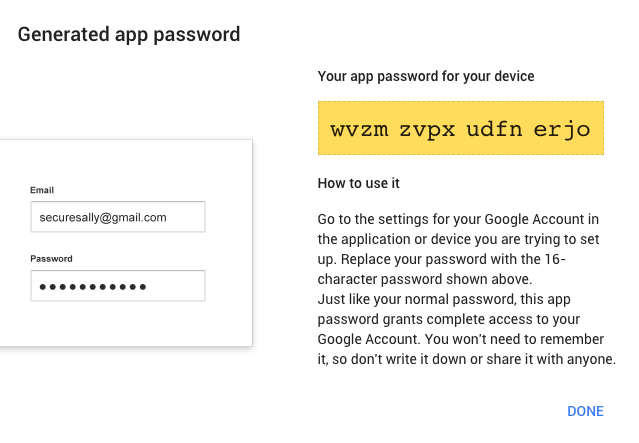 Generated app password
Your app password for your device
wvzm zvpx udfn erjo
Email
securesally@gmail.com
Password
How to use it
Go to the settings for your Google Account in
the application or device you are trying to set
up. Replace your password with the 16-
character password shown above.
Just like your normal password, this app
password grants complete access to your
Google Account. You won't need to remember
it, so don't write it down or share it with anyone.
DONE